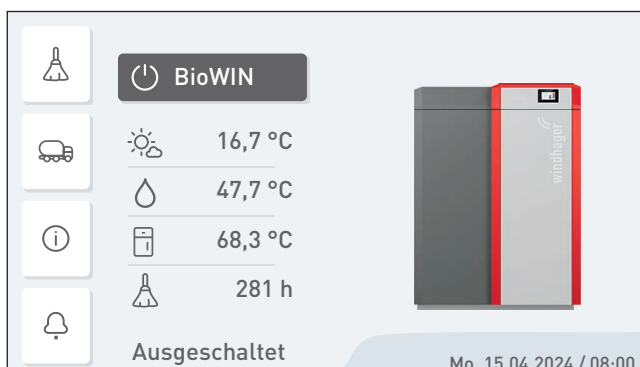 BioWIN
16,7 °C
47,7 °C
68,3 °C
281 h
Ausgeschaltet
windhager
Mo, 15.04.2024 / 08:00